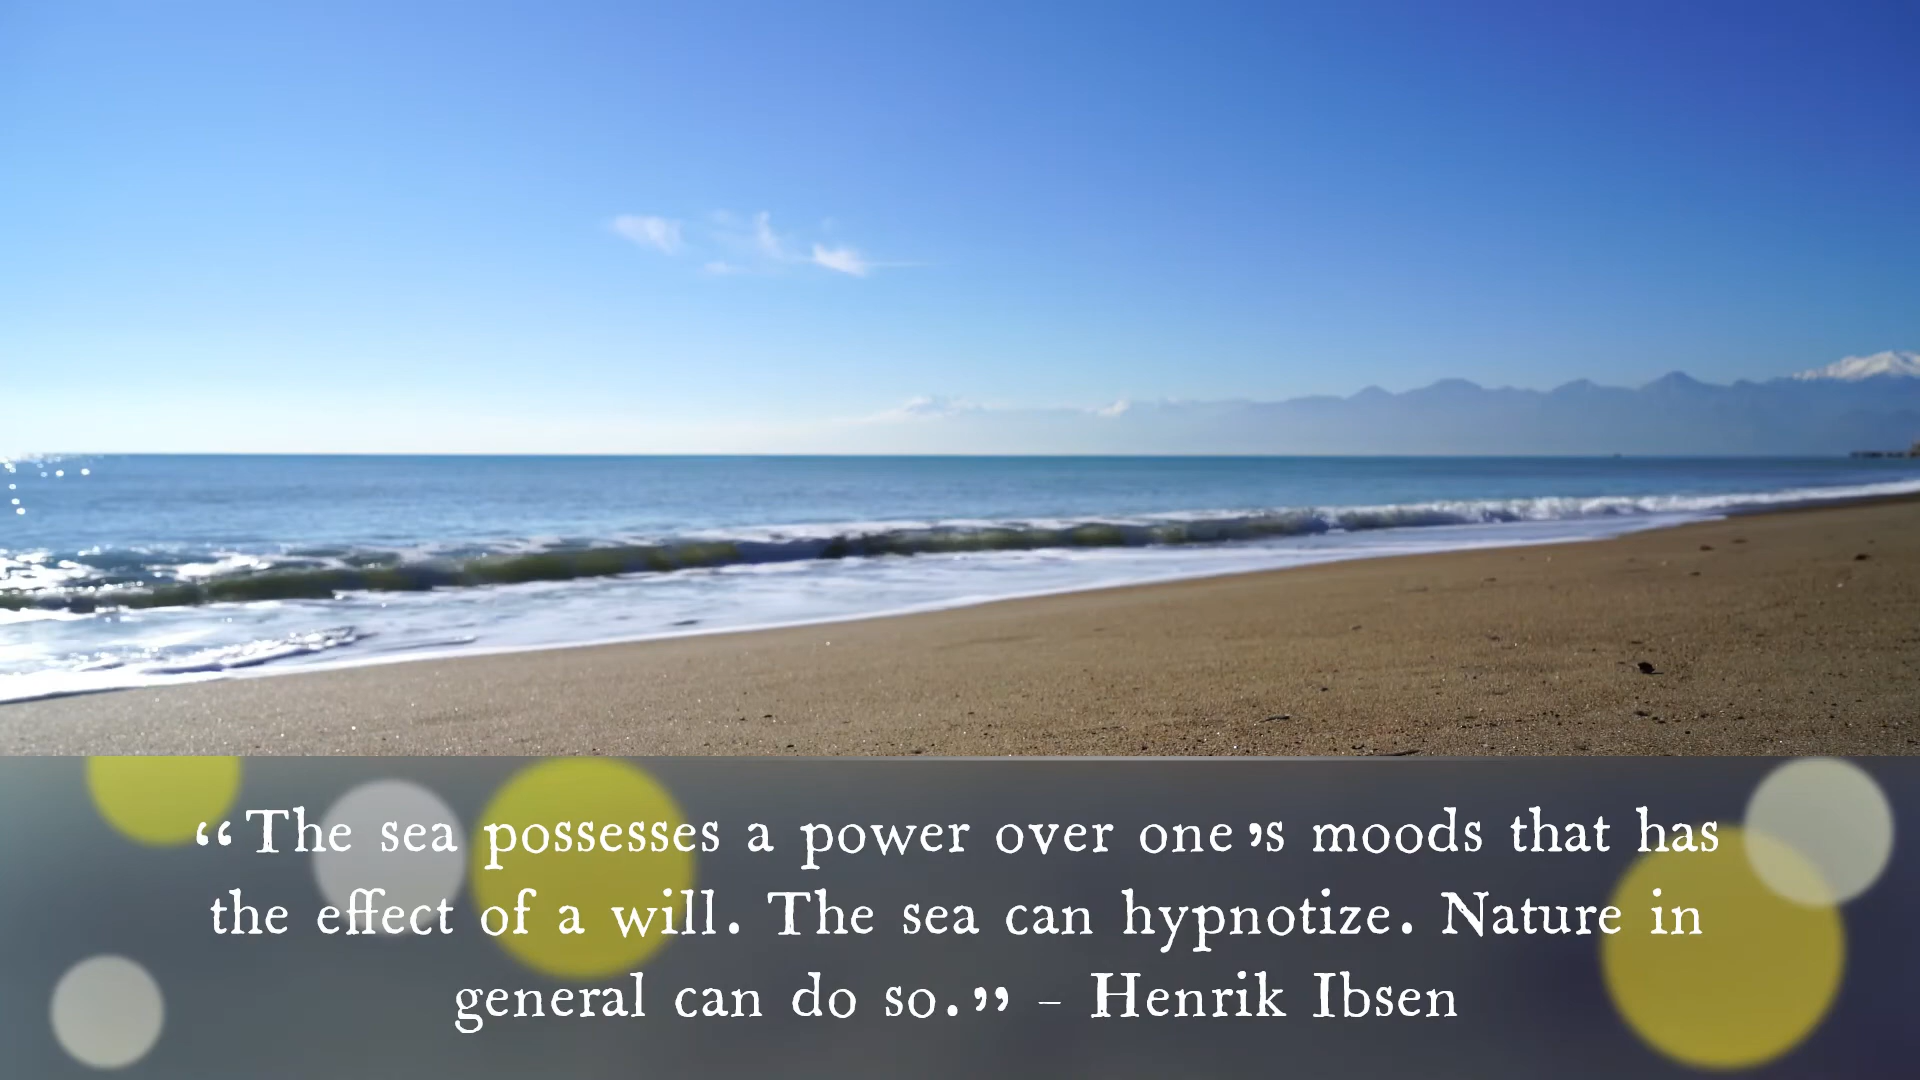 “The sea possesses a power over one’s moods that has
the effect of a will. The sea can hypnotize. Nature in
general can do so.” – Henrik Ibsen